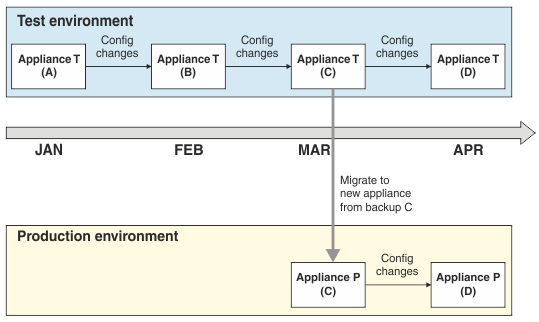 Test environment
Config
changes
Config
changes
Config
changes
Appliance T
(A)
Appliance T
(B)
Appliance T
(C)
Appliance T
(D)
JAN
FEB
MAR
APR
Migrate to
new appliance
from backup C
Production environment
Appliance P
(C)
Config
changes
Appliance P
(D)